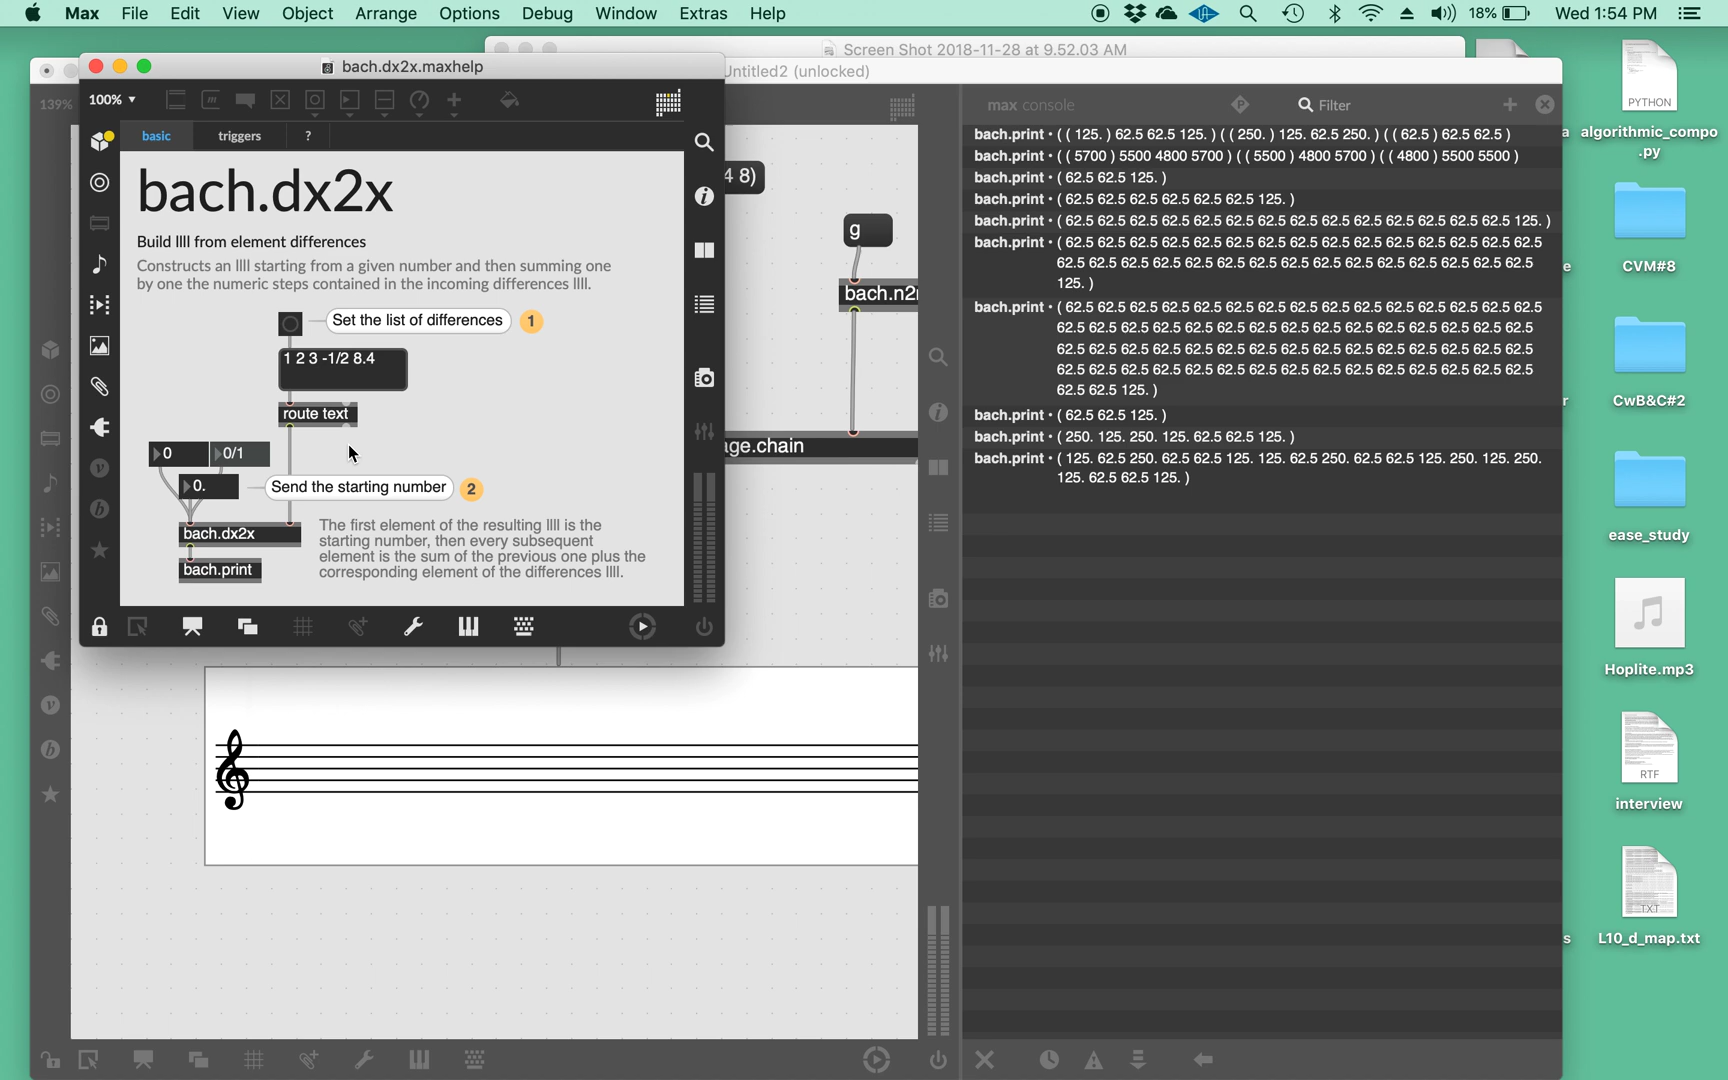 Max File Edit View Object Arrange Options Debug Window Extras Help
18% Wed 1:54 PM
Screen Shot 2018-11-28 at 9.52.03 AM
bach.dx2x.maxhelp
Untitled2 (unlocked)
139%
100%
basic triggers ?
bach.dx2x
Build llll from element differences
Constructs an llll starting from a given number and then summing one
by one the numeric steps contained in the incoming differences llll.
Set the list of differences 1
1 2 3 -1/2 8.4
route text
0 0/1
0. Send the starting number 2
bach.dx2x
bach.print
The first element of the resulting llll is the
starting number, then every subsequent
element is the sum of the previous one plus the
corresponding element of the differences llll.
4 8)
g
bach.n2
age.chain
max console
Filter
bach.print • ( ( 125. ) 62.5 62.5 125. ) ( ( 250. ) 125. 62.5 250. ) ( ( 62.5 ) 62.5 62.5 )
bach.print • ( ( 5700 ) 5500 4800 5700 ) ( ( 5500 ) 4800 5700 ) ( ( 4800 ) 5500 5500 )
bach.print • ( 62.5 62.5 125. )
bach.print • ( 62.5 62.5 62.5 62.5 62.5 62.5 125. )
bach.print • ( 62.5 62.5 62.5 62.5 62.5 62.5 62.5 62.5 62.5 62.5 62.5 62.5 62.5 62.5 125. )
bach.print • ( 62.5 62.5 62.5 62.5 62.5 62.5 62.5 62.5 62.5 62.5 62.5 62.5 62.5 62.5 62.5
62.5 62.5 62.5 62.5 62.5 62.5 62.5 62.5 62.5 62.5 62.5 62.5 62.5 62.5 62.5
125. )
bach.print • ( 62.5 62.5 62.5 62.5 62.5 62.5 62.5 62.5 62.5 62.5 62.5 62.5 62.5 62.5 62.5
62.5 62.5 62.5 62.5 62.5 62.5 62.5 62.5 62.5 62.5 62.5 62.5 62.5 62.5 62.5
62.5 62.5 62.5 62.5 62.5 62.5 62.5 62.5 62.5 62.5 62.5 62.5 62.5 62.5 62.5
62.5 62.5 62.5 62.5 62.5 62.5 62.5 62.5 62.5 62.5 62.5 62.5 62.5 62.5 62.5
62.5 62.5 125. )
bach.print • ( 62.5 62.5 125. )
bach.print • ( 250. 125. 250. 125. 62.5 62.5 125. )
bach.print • ( 125. 62.5 250. 62.5 62.5 125. 125. 62.5 250. 62.5 62.5 125. 250. 125. 250.
125. 62.5 62.5 125. )
PYTHON
algorithmic_compo
.py
CVM#8
CwB&C#2
ease_study
Hoplite.mp3
RTF
interview
TXT
L10_d_map.txt